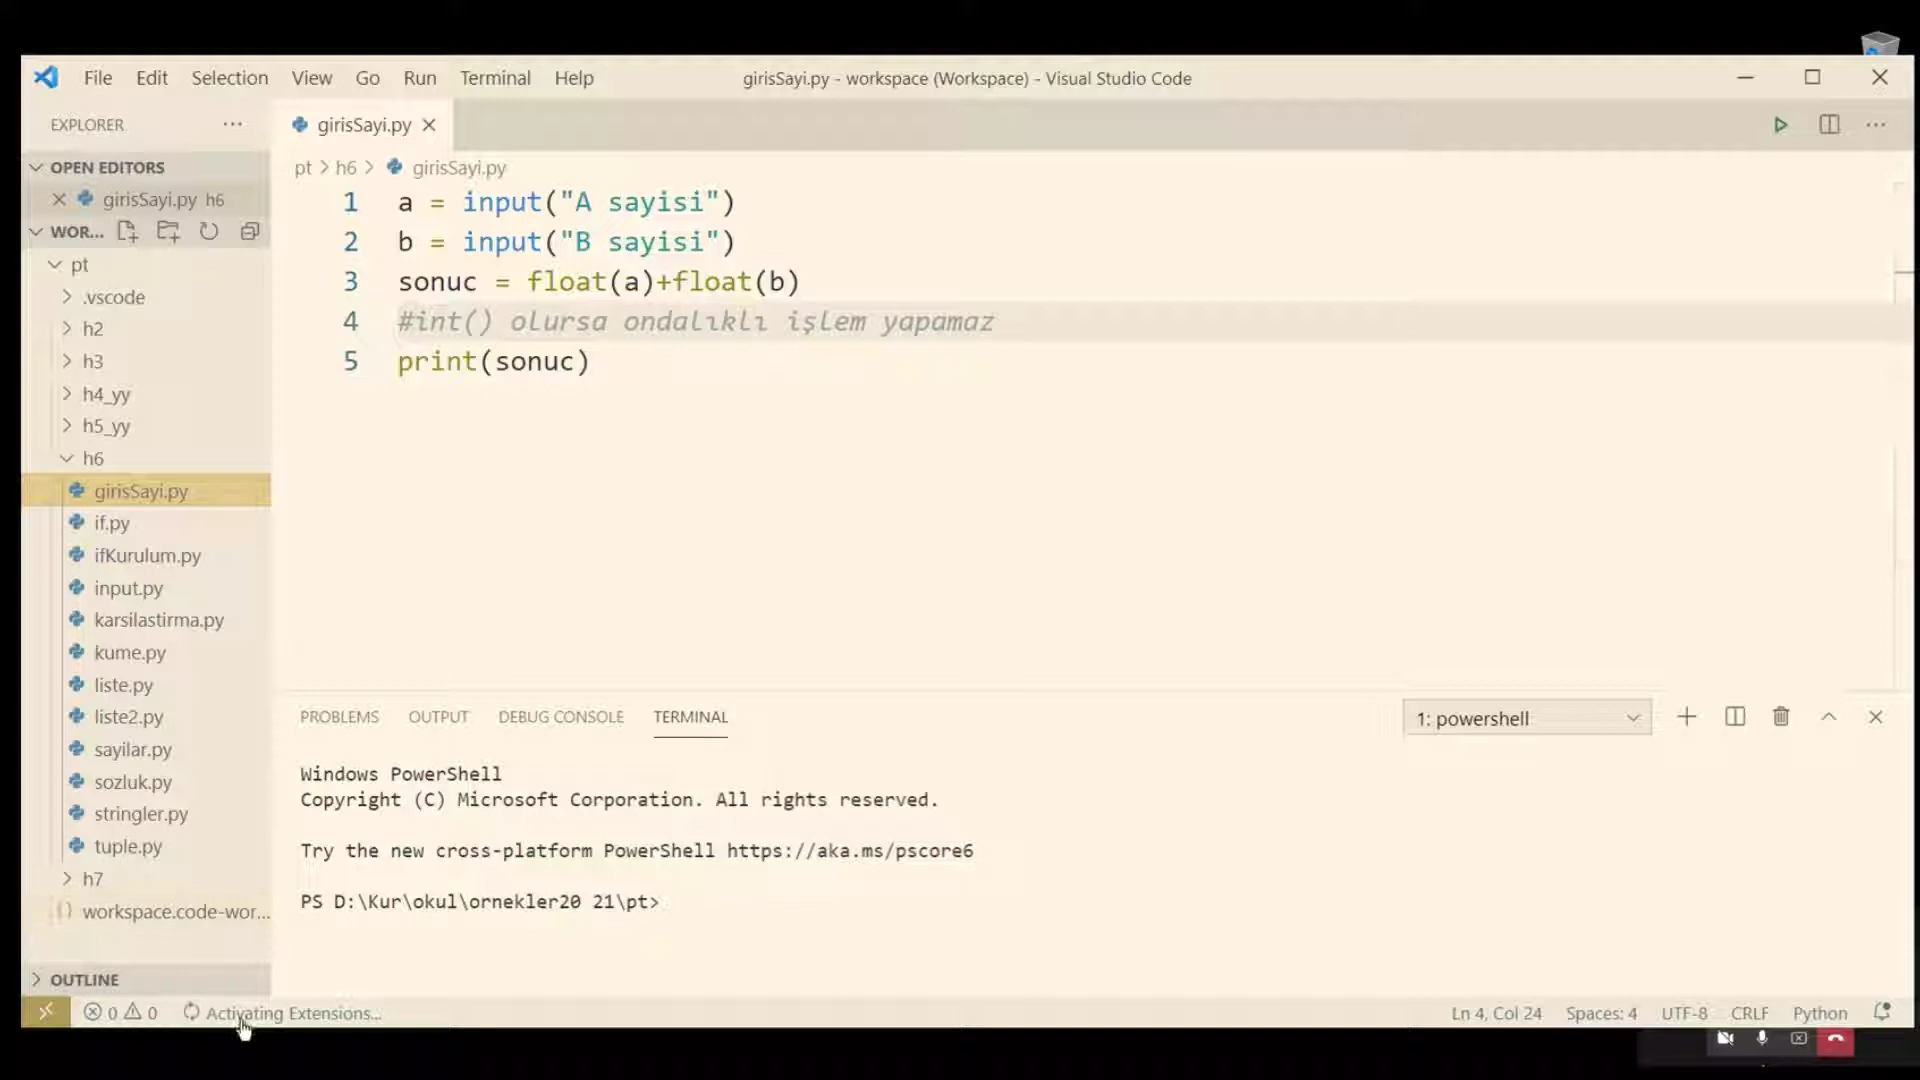 File Edit Selection View Go Run Terminal Help girisSayi.py - workspace (Workspace) - Visual Studio Code
EXPLORER
girisSayi.py
OPEN EDITORS
girisSayi.py h6
WOR...
pt
.vscode
h2
h3
h4_yy
h5_yy
h6
girisSayi.py
if.py
ifKurulum.py
input.py
karsilastirma.py
kume.py
liste.py
liste2.py
sayilar.py
sozluk.py
stringler.py
tuple.py
h7
workspace.code-wor...
OUTLINE
pt > h6 > girisSayi.py
1 a = input("A sayisi")
2 b = input("B sayisi")
3 sonuc = float(a)+float(b)
4 #int() olursa ondalıklı işlem yapamaz
5 print(sonuc)
PROBLEMS OUTPUT DEBUG CONSOLE TERMINAL 1: powershell
Windows PowerShell
Copyright (C) Microsoft Corporation. All rights reserved.
Try the new cross-platform PowerShell https://aka.ms/pscore6
PS D:\Kur\okul\ornekler20 21\pt>
0 0 Activating Extensions... Ln 4, Col 24 Spaces: 4 UTF-8 CRLF Python